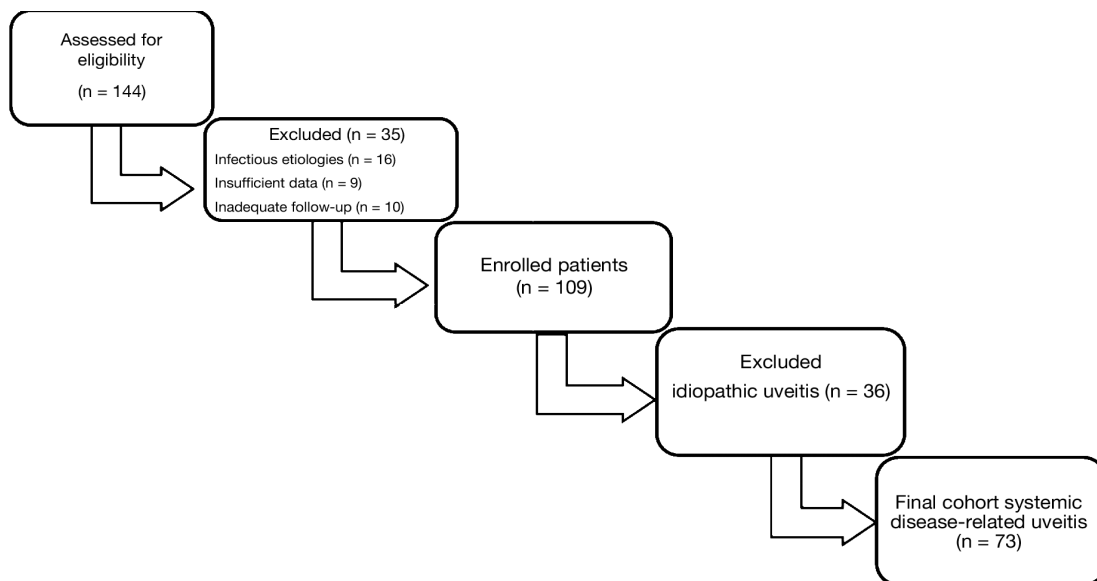 Assessed for
eligibility
(n = 144)
Excluded (n = 35)
Infectious etiologies (n = 16)
Insufficient data (n = 9)
Inadequate follow-up (n = 10)
Enrolled patients
(n = 109)
Excluded
idiopathic uveitis (n = 36)
Final cohort systemic
disease-related uveitis
(n = 73)